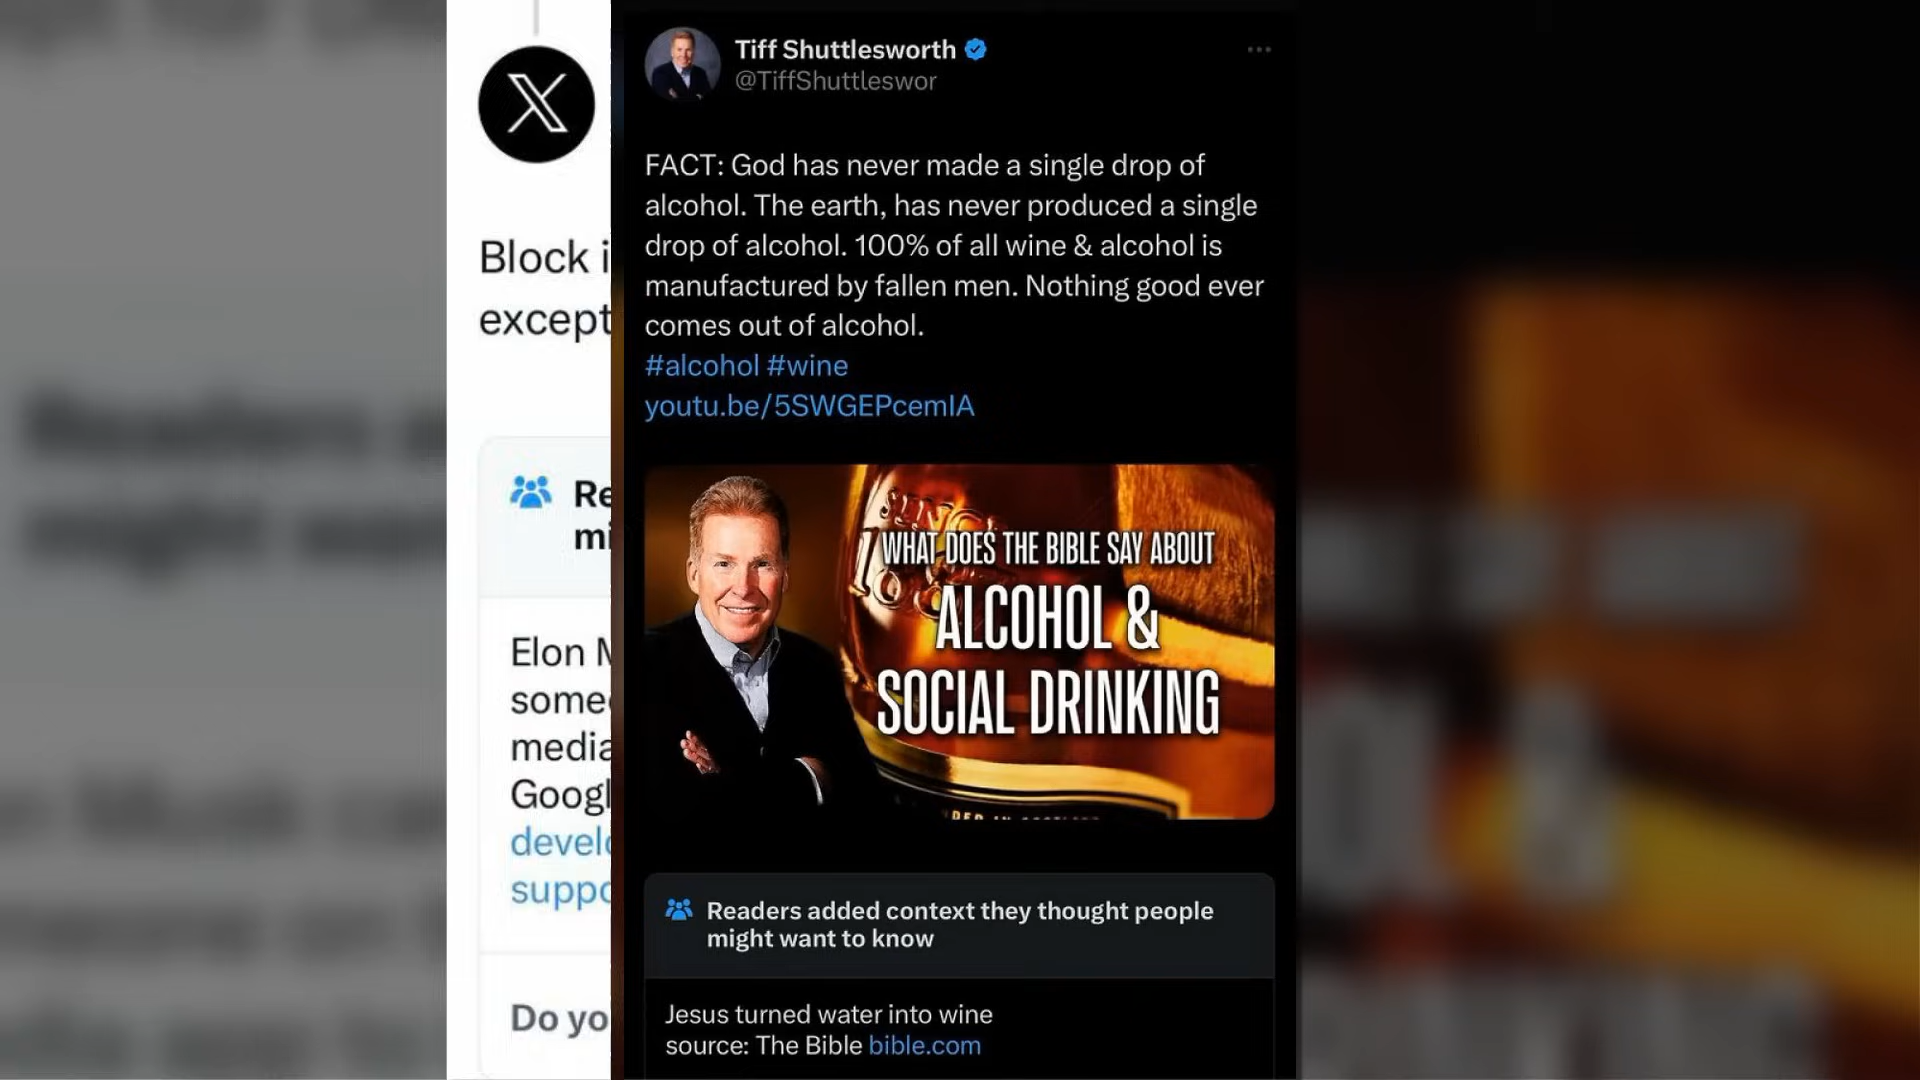 Block i
except
Re
mi
Elon M
some
media
Googl
develo
suppo
Do yo
Tiff Shuttlesworth
@TiffShuttleswor
FACT: God has never made a single drop of
alcohol. The earth, has never produced a single
drop of alcohol. 100% of all wine & alcohol is
manufactured by fallen men. Nothing good ever
comes out of alcohol.
#alcohol #wine
youtu.be/5SWGEPcemIA
WHAT DOES THE BIBLE SAY ABOUT
ALCOHOL &
SOCIAL DRINKING
Readers added context they thought people
might want to know
Jesus turned water into wine
source: The Bible bible.com